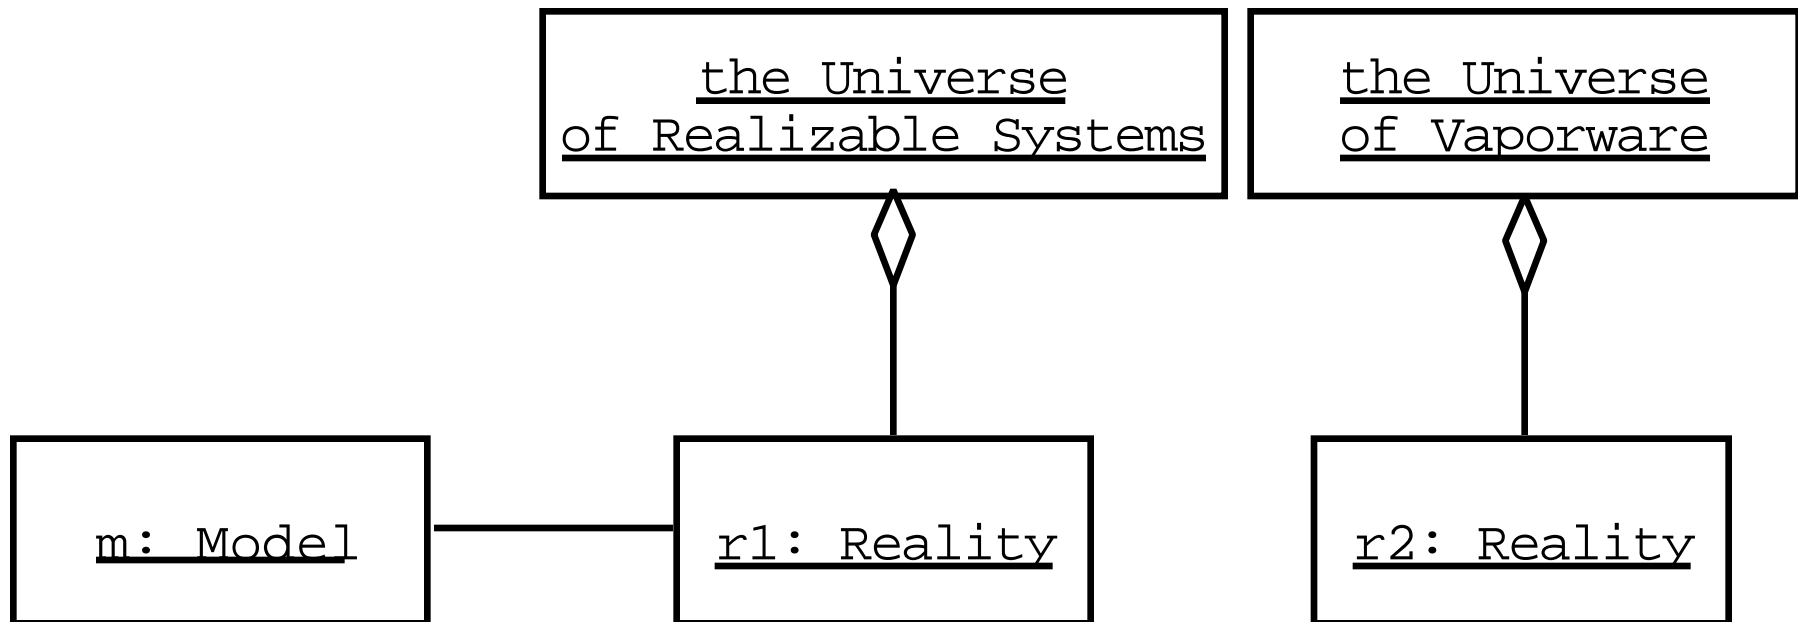 the Universe
of Realizable Systems
the Universe
of Vaporware
m: Model
r1: Reality
r2: Reality